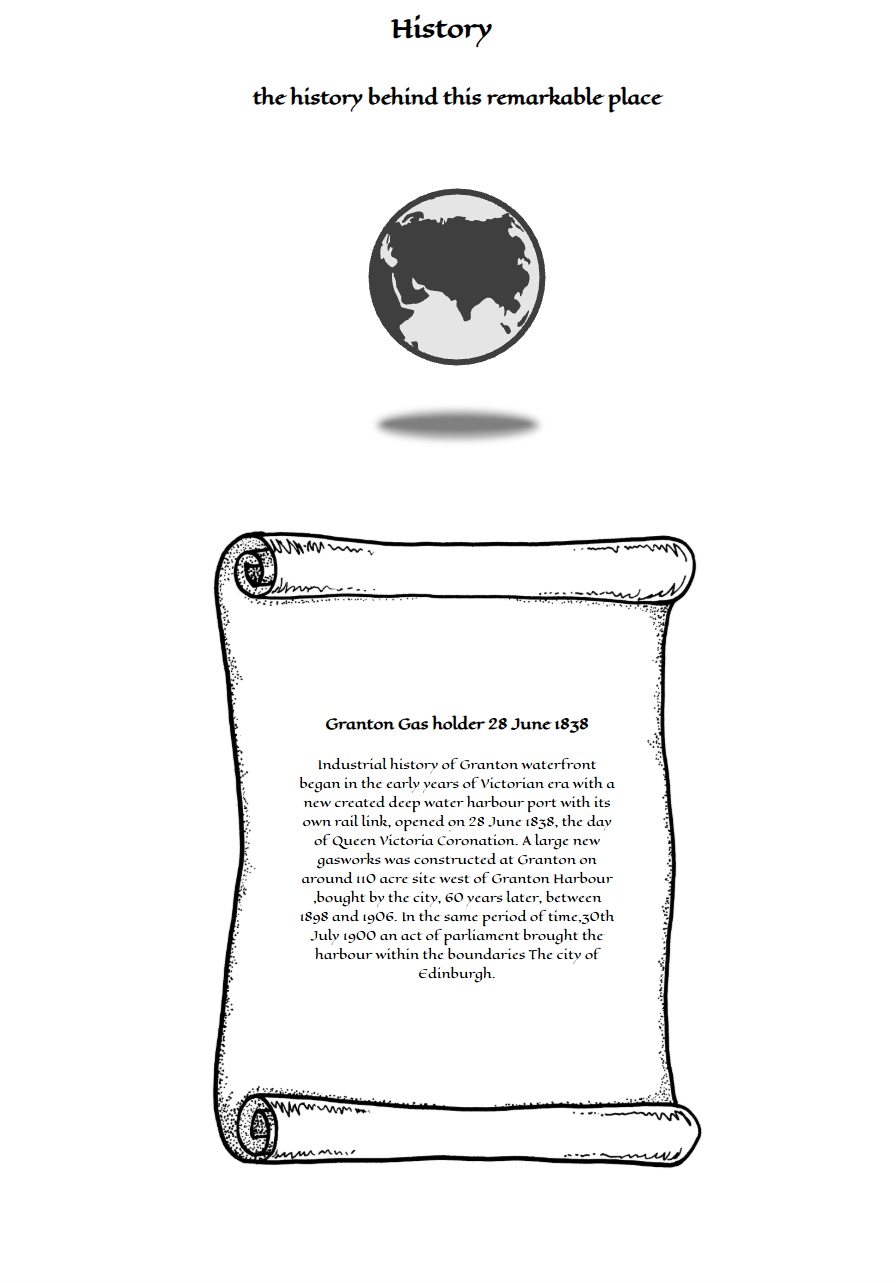 History
the history behind this remarkable place
Granton Gas holder 28 June 1838
Industrial history of Granton waterfront
began in the early years of Victorian era with a
new created deep water harbour port with its
own rail link, opened on 28 June 1838, the day
of Queen Victoria Coronation. A large new
gasworks was constructed at Granton on
around 110 acre site west of Granton Harbour
,bought by the city, 60 years later, between
1898 and 1906. In the same period of time,30th
July 1900 an act of parliament brought the
harbour within the boundaries The city of
Edinburgh.